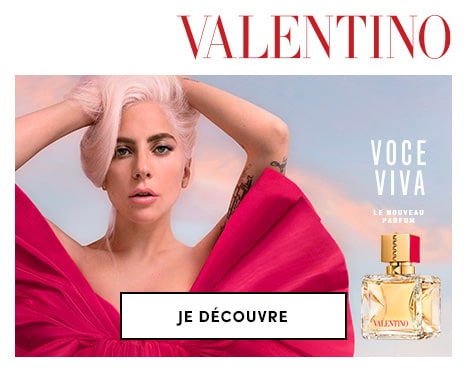 VALENTINO
VOCE
VIVA
LE NOUVEAU
PARFUM
VALENTINO
JE DÉCOUVRE